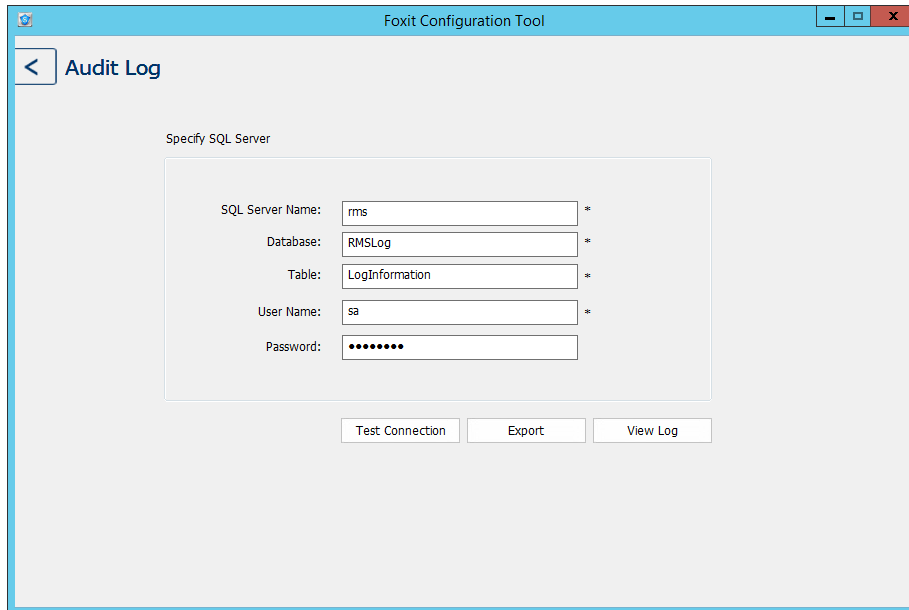 Foxit Configuration Tool
< Audit Log
Specify SQL Server
SQL Server Name: rms *
Database: RMSLog *
Table: LogInformation *
User Name: sa *
Password: ••••••••
Test Connection Export View Log